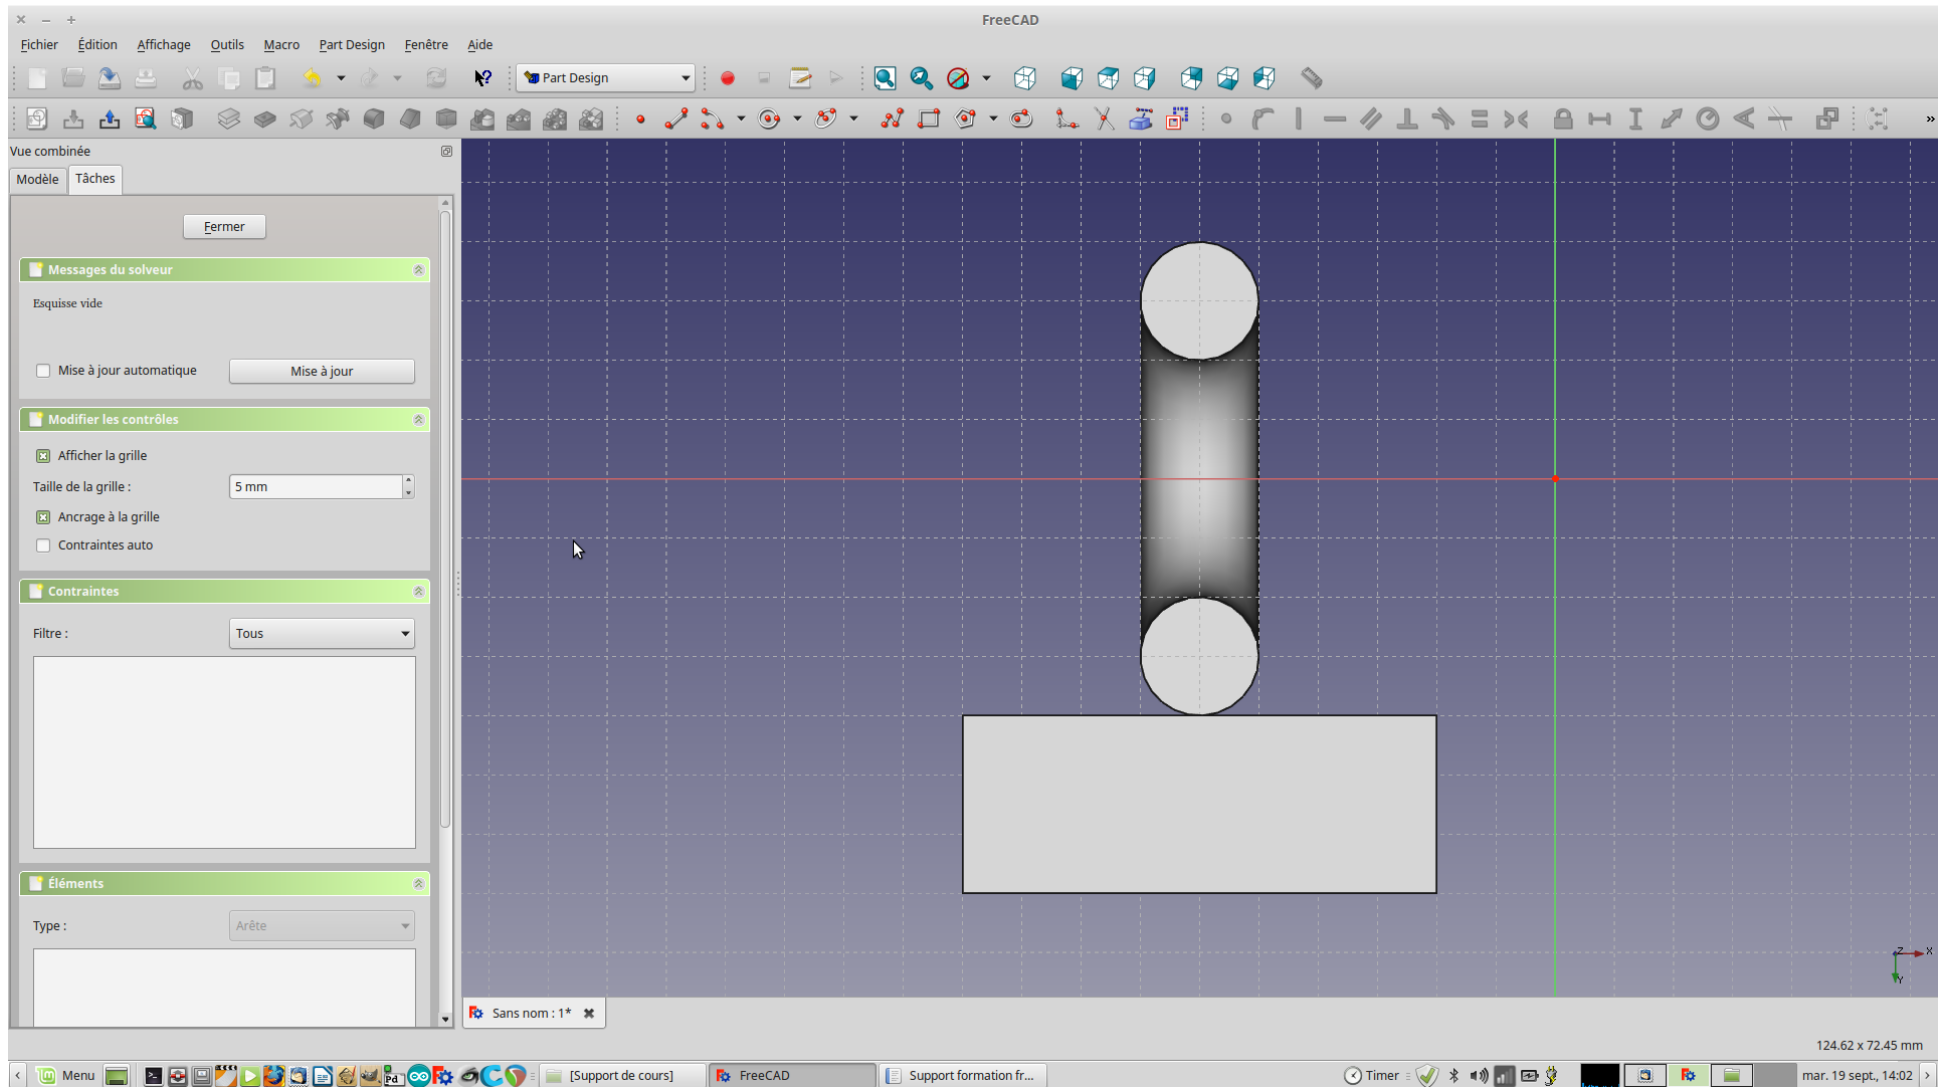 FreeCAD
Fichier Édition Affichage Outils Macro Part Design Fenêtre Aide
Part Design
Vue combinée
Modèle Tâches
Fermer
Messages du solveur
Esquisse vide
Mise à jour automatique Mise à jour
Modifier les contrôles
Afficher la grille
Taille de la grille : 5 mm
Ancrage à la grille
Contraintes auto
Contraintes
Filtre : Tous
Éléments
Type : Arête
Z X
Y
Sans nom : 1*
124.62 x 72.45 mm
Menu Pd [Support de cours] FreeCAD Support formation fr... Timer mar. 19 sept., 14:02